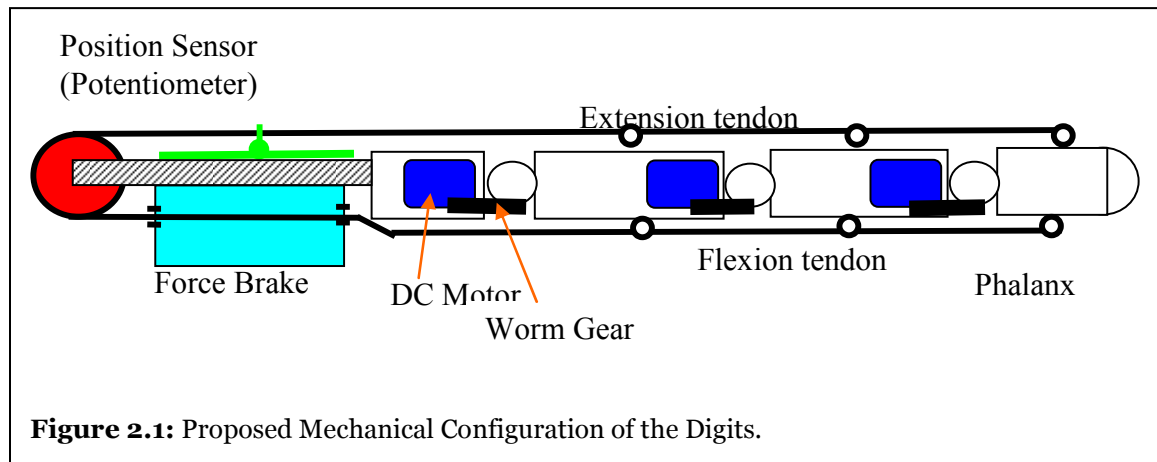 Position Sensor
(Potentiometer)
Extension tendon
Flexion tendon
Force Brake
DC Motor
Phalanx
Worm Gear
Figure 2.1: Proposed Mechanical Configuration of the Digits.